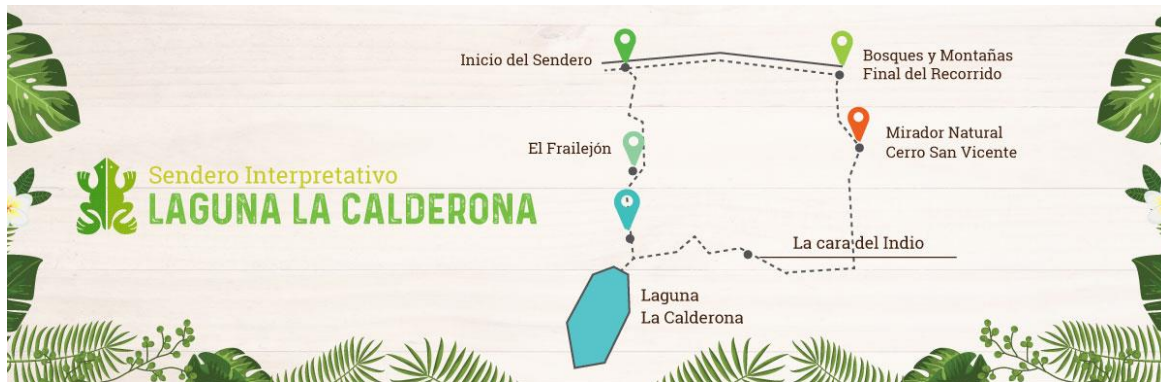 Sendero Interpretativo
LAGUNA LA CALDERONA
Inicio del Sendero
Bosques y Montañas
Final del Recorrido
El Frailejón
Mirador Natural
Cerro San Vicente
La cara del Indio
Laguna
La Calderona